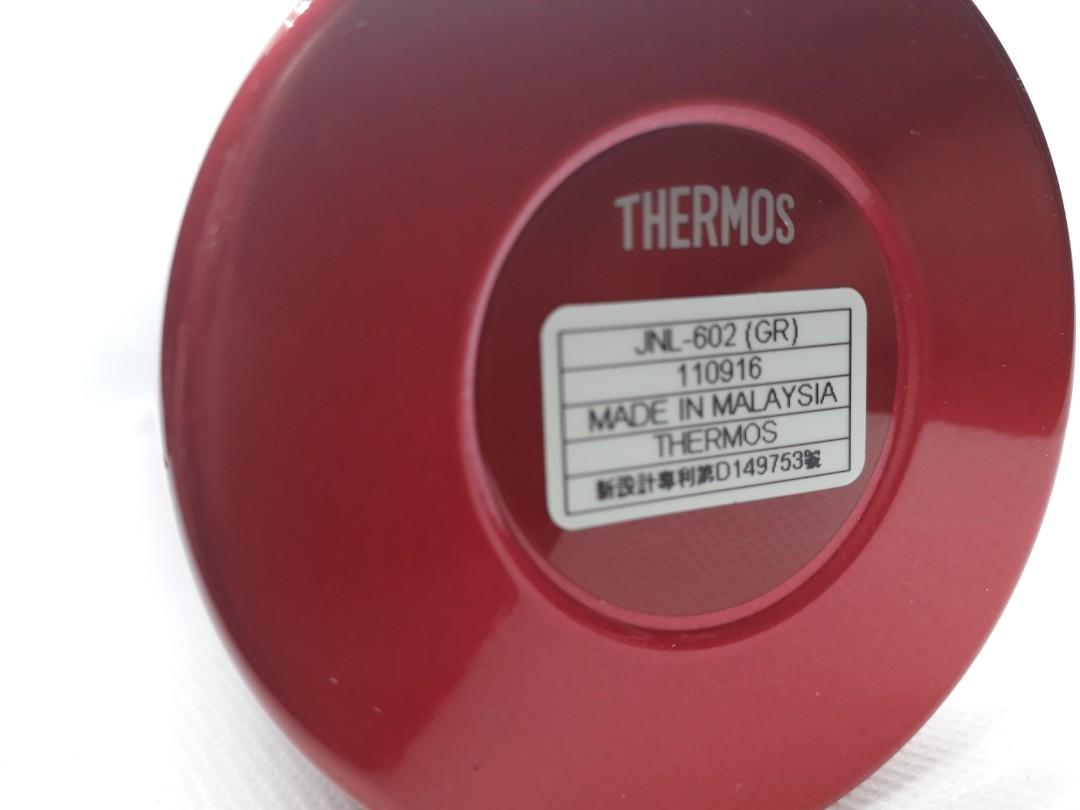 THERMOS
JNL-602 (GR)
110916
MADE IN MALAYSIA
THERMOS
新設計專利第D149753號